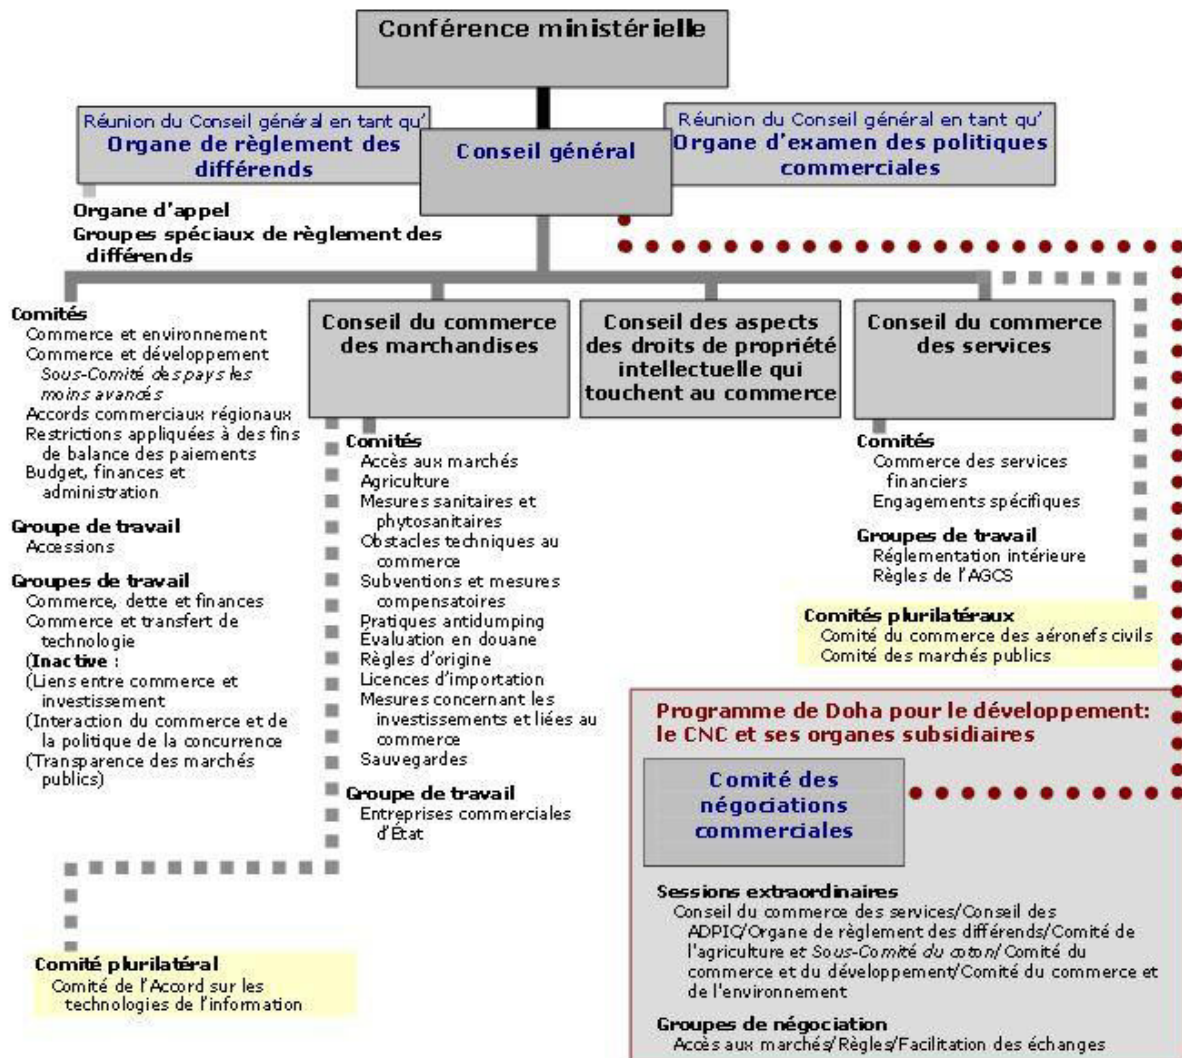 Conférence ministérielle
Réunion du Conseil général en tant qu'
Organe de règlement des
différends
Conseil général
Réunion du Conseil général en tant qu'
Organe d'examen des politiques
commerciales
Organe d'appel
Groupes spéciaux de règlement des
différends
Comités
Commerce et environnement
Commerce et développement
Sous-Comité des pays les
moins avancés
Accords commerciaux régionaux
Restrictions appliquées à des fins
de balance des paiements
Budget, finances et
administration
Groupe de travail
Accessions
Groupes de travail
Commerce, dette et finances
Commerce et transfert de
technologie
(Inactive :
(Liens entre commerce et
investissement
(Interaction du commerce et de
la politique de la concurrence
(Transparence des marchés
publics)
Conseil du commerce
des marchandises
Comités
Accès aux marchés
Agriculture
Mesures sanitaires et
phytosanitaires
Obstacles techniques au
commerce
Subventions et mesures
compensatoires
Pratiques antidumping
Évaluation en douane
Règles d'origine
Licences d'importation
Mesures concernant les
investissements et liées au
commerce
Sauvegardes
Groupe de travail
Entreprises commerciales
d'État
Comité plurilatéral
Comité de l'Accord sur les
technologies de l'information
Conseil des aspects
des droits de propriété
intellectuelle qui
touchent au commerce
Conseil du commerce
des services
Comités
Commerce des services
financiers
Engagements spécifiques
Groupes de travail
Réglementation intérieure
Règles de l'AGCS
Comités plurilatéraux
Comité du commerce des aéronefs civils
Comité des marchés publics
Programme de Doha pour le développement:
le CNC et ses organes subsidiaires
Comité des
négociations
commerciales
Sessions extraordinaires
Conseil du commerce des services/Conseil des
ADPIC/Organe de règlement des différends/Comité de
l'agriculture et Sous-Comité du coton/Comité du
commerce et du développement/Comité du commerce et
de l'environnement
Groupes de négociation
Accès aux marchés/Règles/Facilitation des échanges